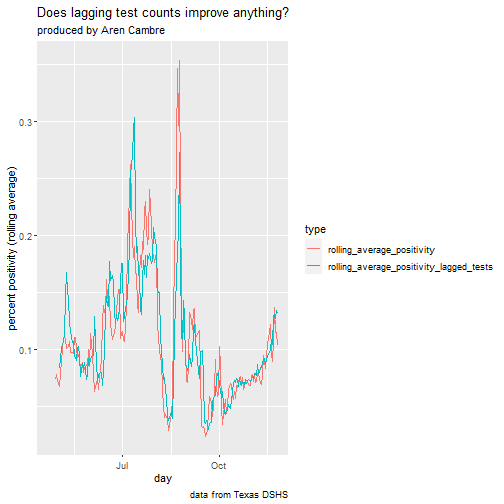 Does lagging test counts improve anything?
produced by Aren Cambre
percent positivity (rolling average)
0.3
0.2
0.1
Jul
Oct
day
type
rolling_average_positivity
rolling_average_positivity_lagged_tests
data from Texas DSHS